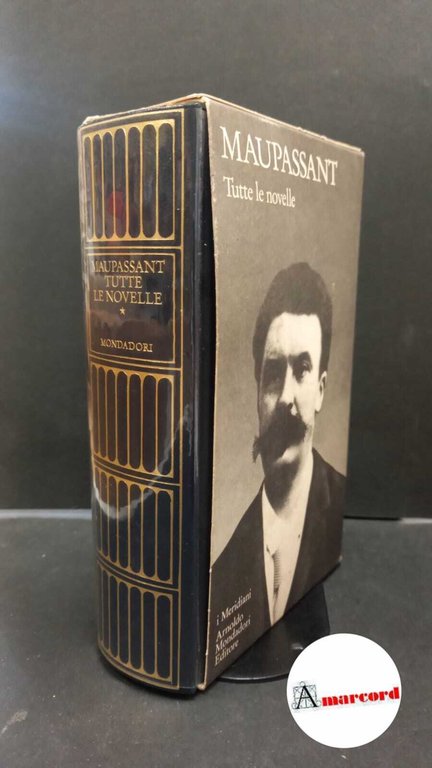 MAUPASSANT
Tutte le novelle
MAUPASSANT
TUTTE
LE NOVELLE
*
MONDADORI
i Meridiani
Arnoldo
Mondadori
Editore
Amarcord